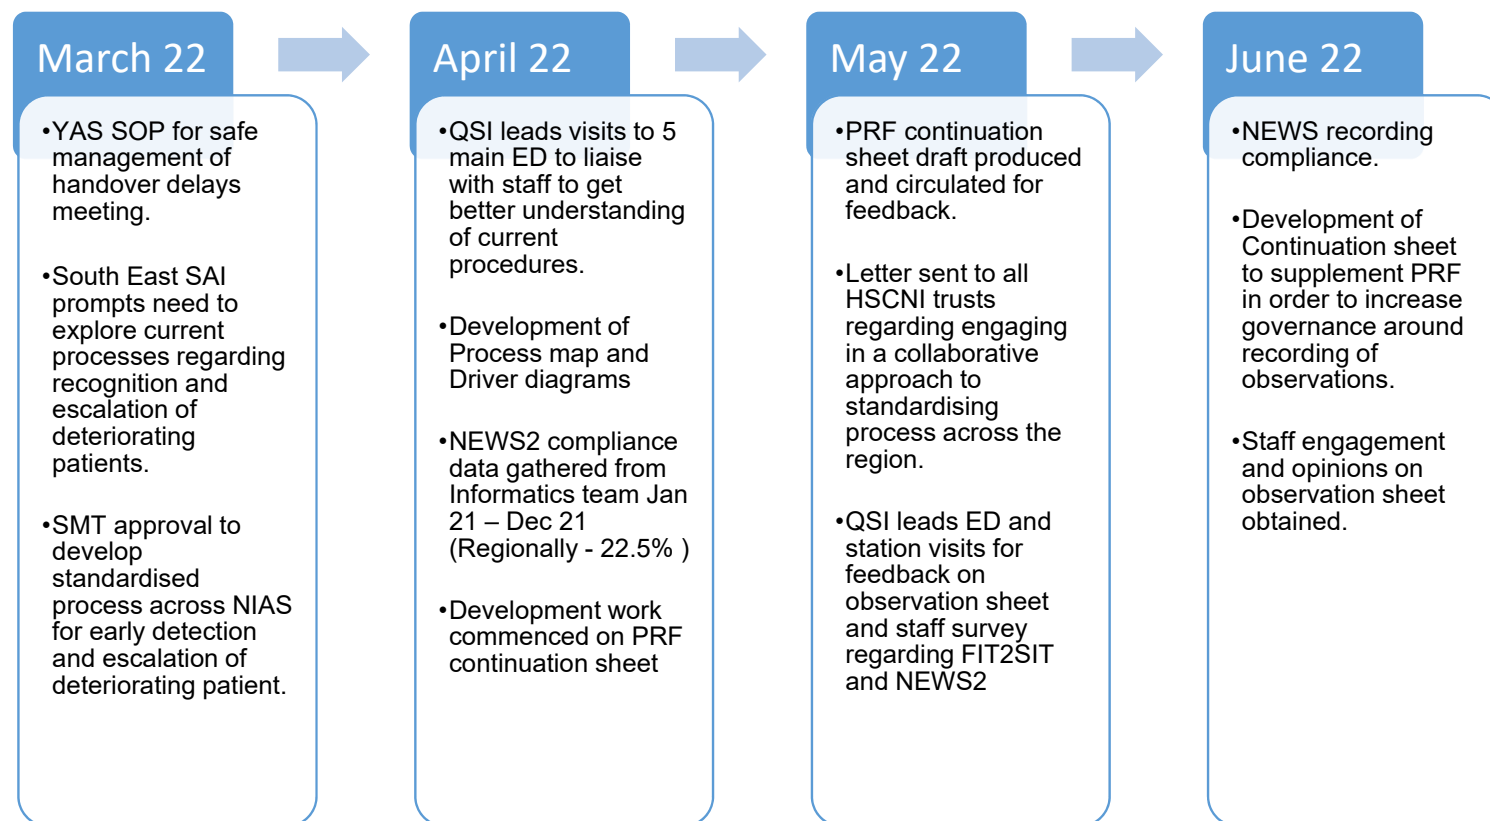 March 22
•YAS SOP for safe
management of
handover delays
meeting.
•South East SAI
prompts need to
explore current
processes regarding
recognition and
escalation of
deteriorating
patients.
•SMT approval to
develop
standardised
process across NIAS
for early detection
and escalation of
deteriorating patient.
April 22
•QSI leads visits to 5
main ED to liaise
with staff to get
better understanding
of current
procedures.
•Development of
Process map and
Driver diagrams
•NEWS2 compliance
data gathered from
Informatics team Jan
21 – Dec 21
(Regionally - 22.5% )
•Development work
commenced on PRF
continuation sheet
May 22
•PRF continuation
sheet draft produced
and circulated for
feedback.
•Letter sent to all
HSCNI trusts
regarding engaging
in a collaborative
approach to
standardising
process across the
region.
•QSI leads ED and
station visits for
feedback on
observation sheet
and staff survey
regarding FIT2SIT
and NEWS2
June 22
•NEWS recording
compliance.
•Development of
Continuation sheet
to supplement PRF
in order to increase
governance around
recording of
observations.
•Staff engagement
and opinions on
observation sheet
obtained.